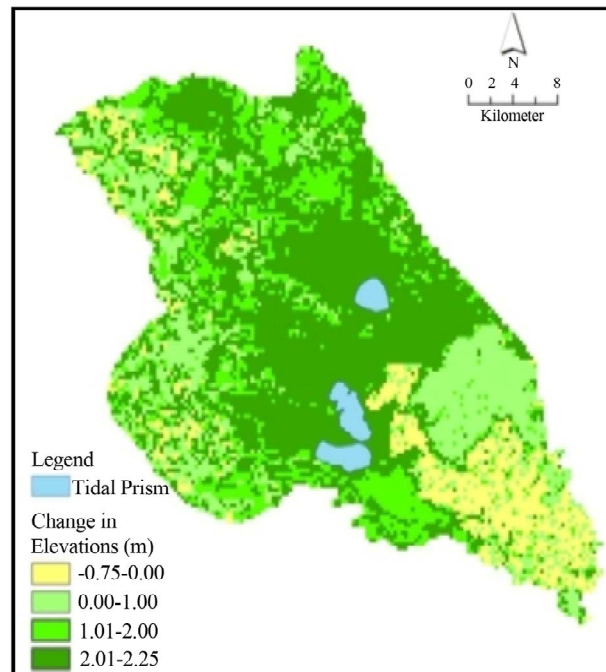 N
0 2 4 8
Kilometer
Legend
Tidal Prism
Change in
Elevations (m)
-0.75-0.00
0.00-1.00
1.01-2.00
2.01-2.25